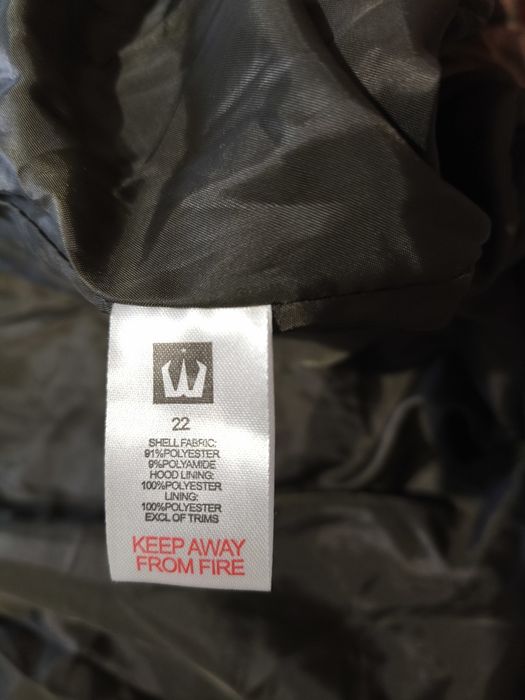 22
SHELL FABRIC:
91%POLYESTER
9%POLYAMIDE
HOOD LINING:
100%POLYESTER
LINING:
100%POLYESTER
EXCL OF TRIMS
KEEP AWAY
FROM FIRE